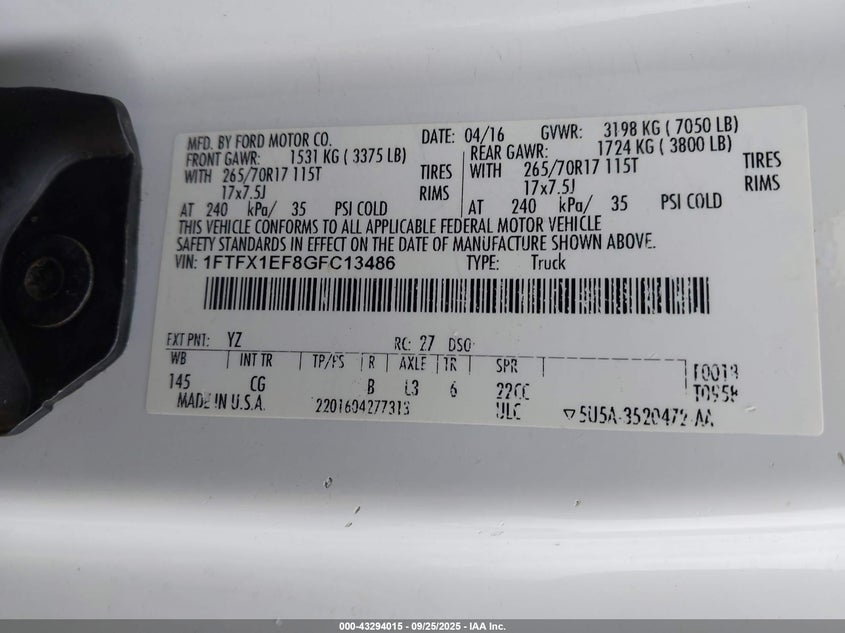 MFD. BY FORD MOTOR CO. DATE: 04/16 GVWR: 3198 KG ( 7050 LB)
FRONT GAWR: 1531 KG ( 3375 LB) REAR GAWR: 1724 KG ( 3800 LB)
WITH 265/70R17 115T TIRES WITH 265/70R17 115T TIRES
17x7.5J RIMS 17x7.5J RIMS
AT 240 kPa/ 35 PSI COLD AT 240 kPa/ 35 PSI COLD
THIS VEHICLE CONFORMS TO ALL APPLICABLE FEDERAL MOTOR VEHICLE
SAFETY STANDARDS IN EFFECT ON THE DATE OF MANUFACTURE SHOWN ABOVE.
VIN: 1FTFX1EF8GFC13486 TYPE: Truck
EXT PNT: YZ RC: 27 DSO:
WB INT TR TP/PS R AXLE TR SPR
145 CG B L3 6
MADE IN U.S.A. 2201604277313 ULC 5U5A-3520472-AA
000-43294015 - 09/25/2025 - IAA Inc.